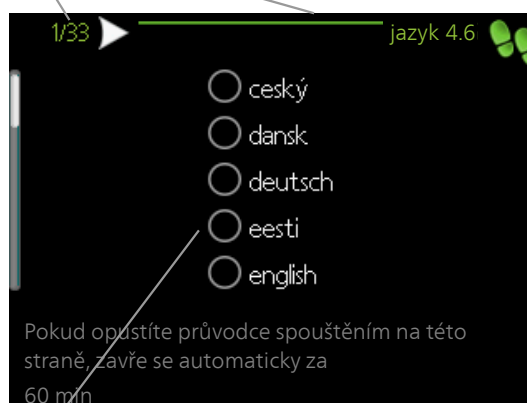 1/33
jazyk 4.6
ceský
dansk
deutsch
eesti
english
Pokud opustíte průvodce spouštěním na této
straně, zavře se automaticky za
60 min